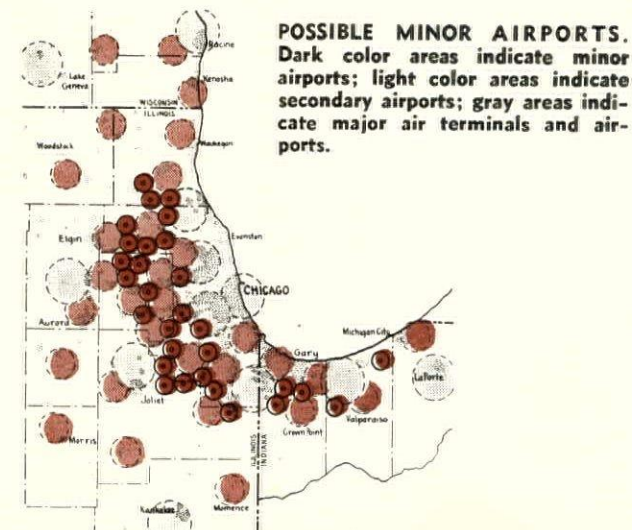 POSSIBLE MINOR AIRPORTS.
Dark color areas indicate minor
airports; light color areas indicate
secondary airports; gray areas indi-
cate major air terminals and air-
ports.
Racine
Lake
Geneva
Kenosha
WISCONSIN
ILLINOIS
Woodstock
Waukegan
Elgin
Evanston
CHICAGO
Aurora
Michigan City
Gary
LaPorte
Joliet
Valparaiso
Crown Point
Morris
ILLINOIS
INDIANA
Kankakee
Momence